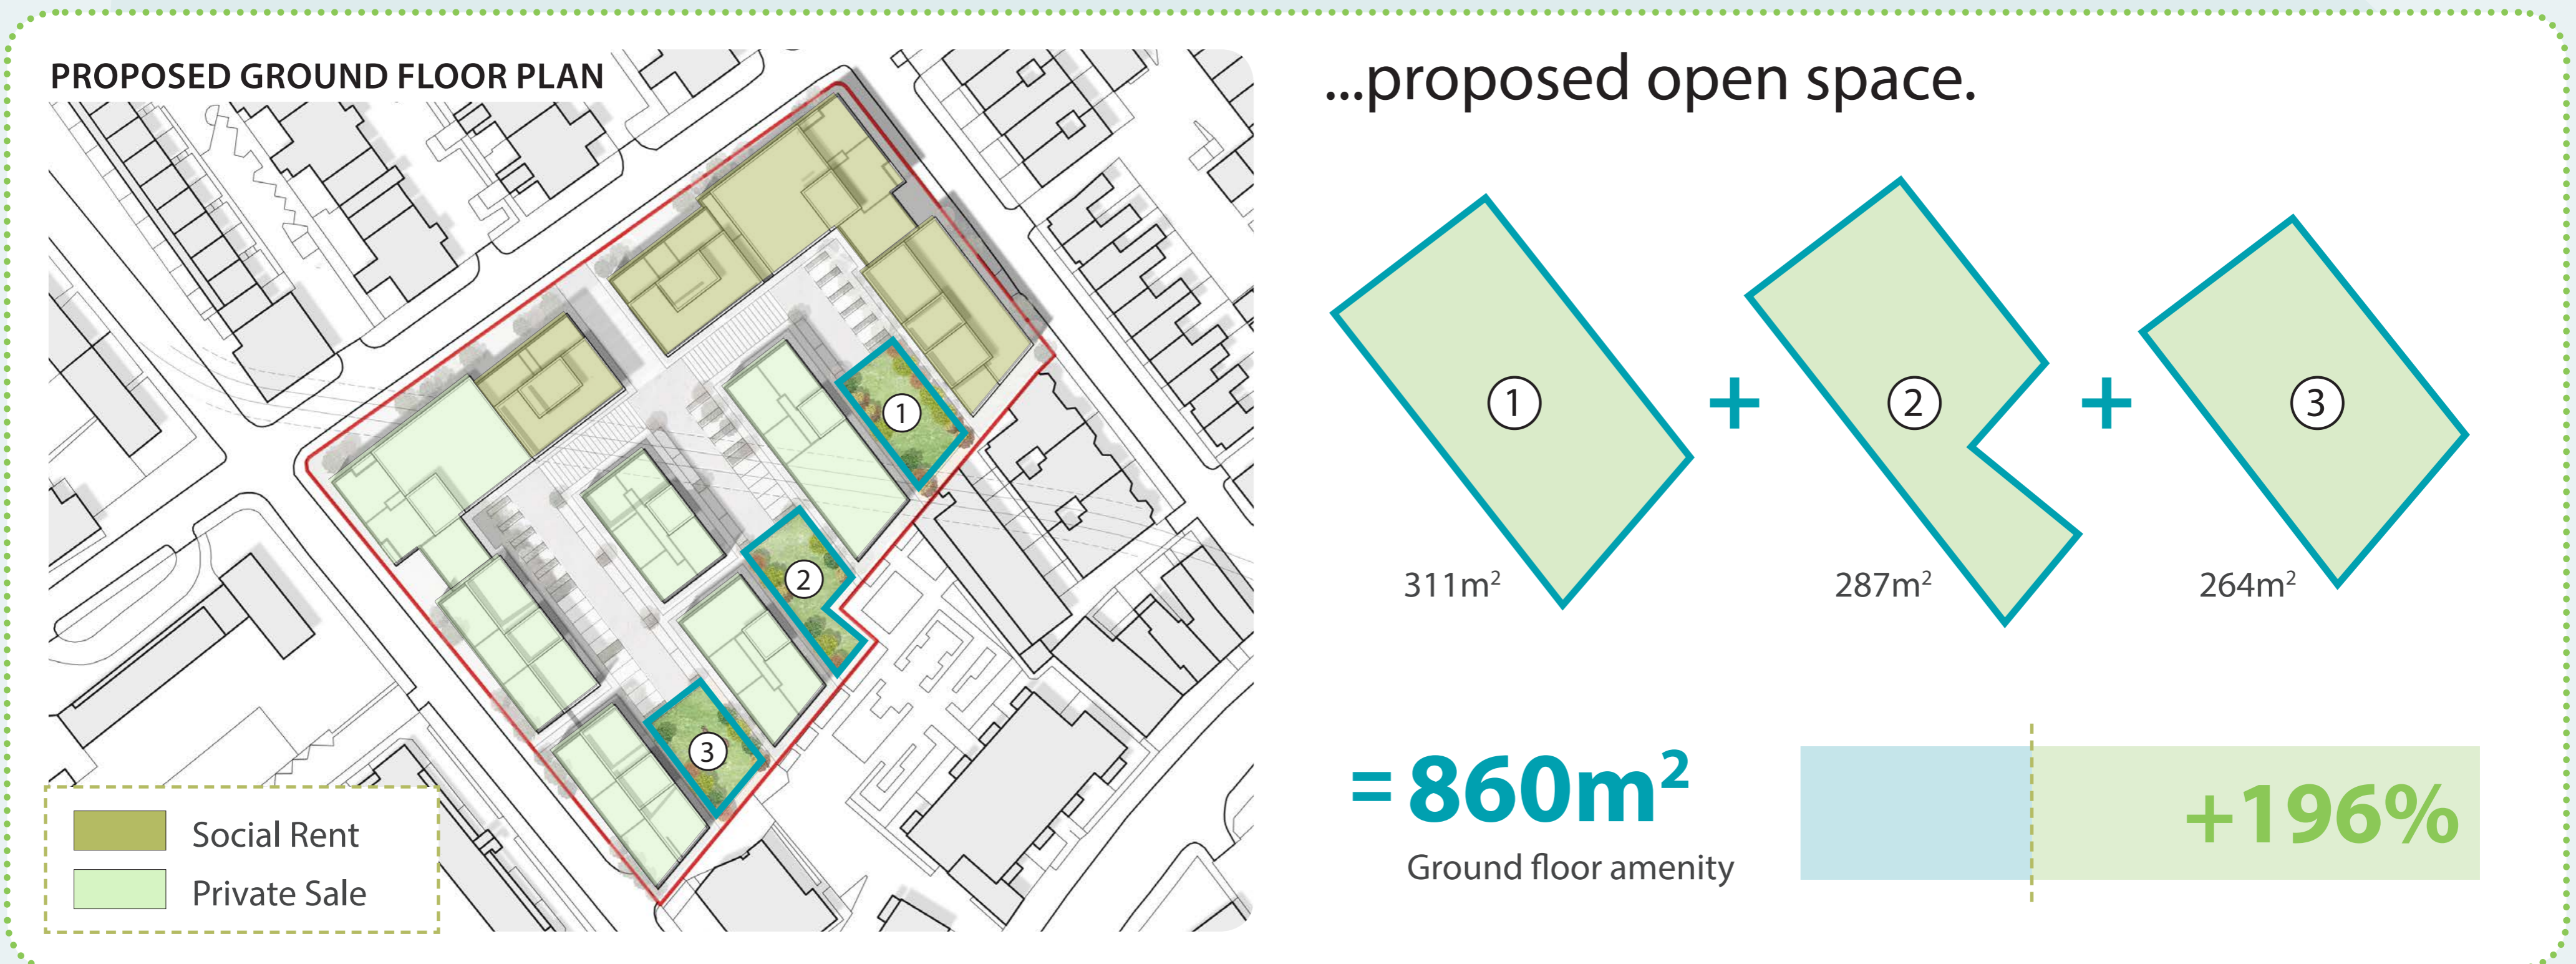 PROPOSED GROUND FLOOR PLAN
1
2
3
Social Rent
Private Sale
...proposed open space.
1
+
2
+
3
311m²
287m²
264m²
= 860m²
Ground floor amenity
+196%